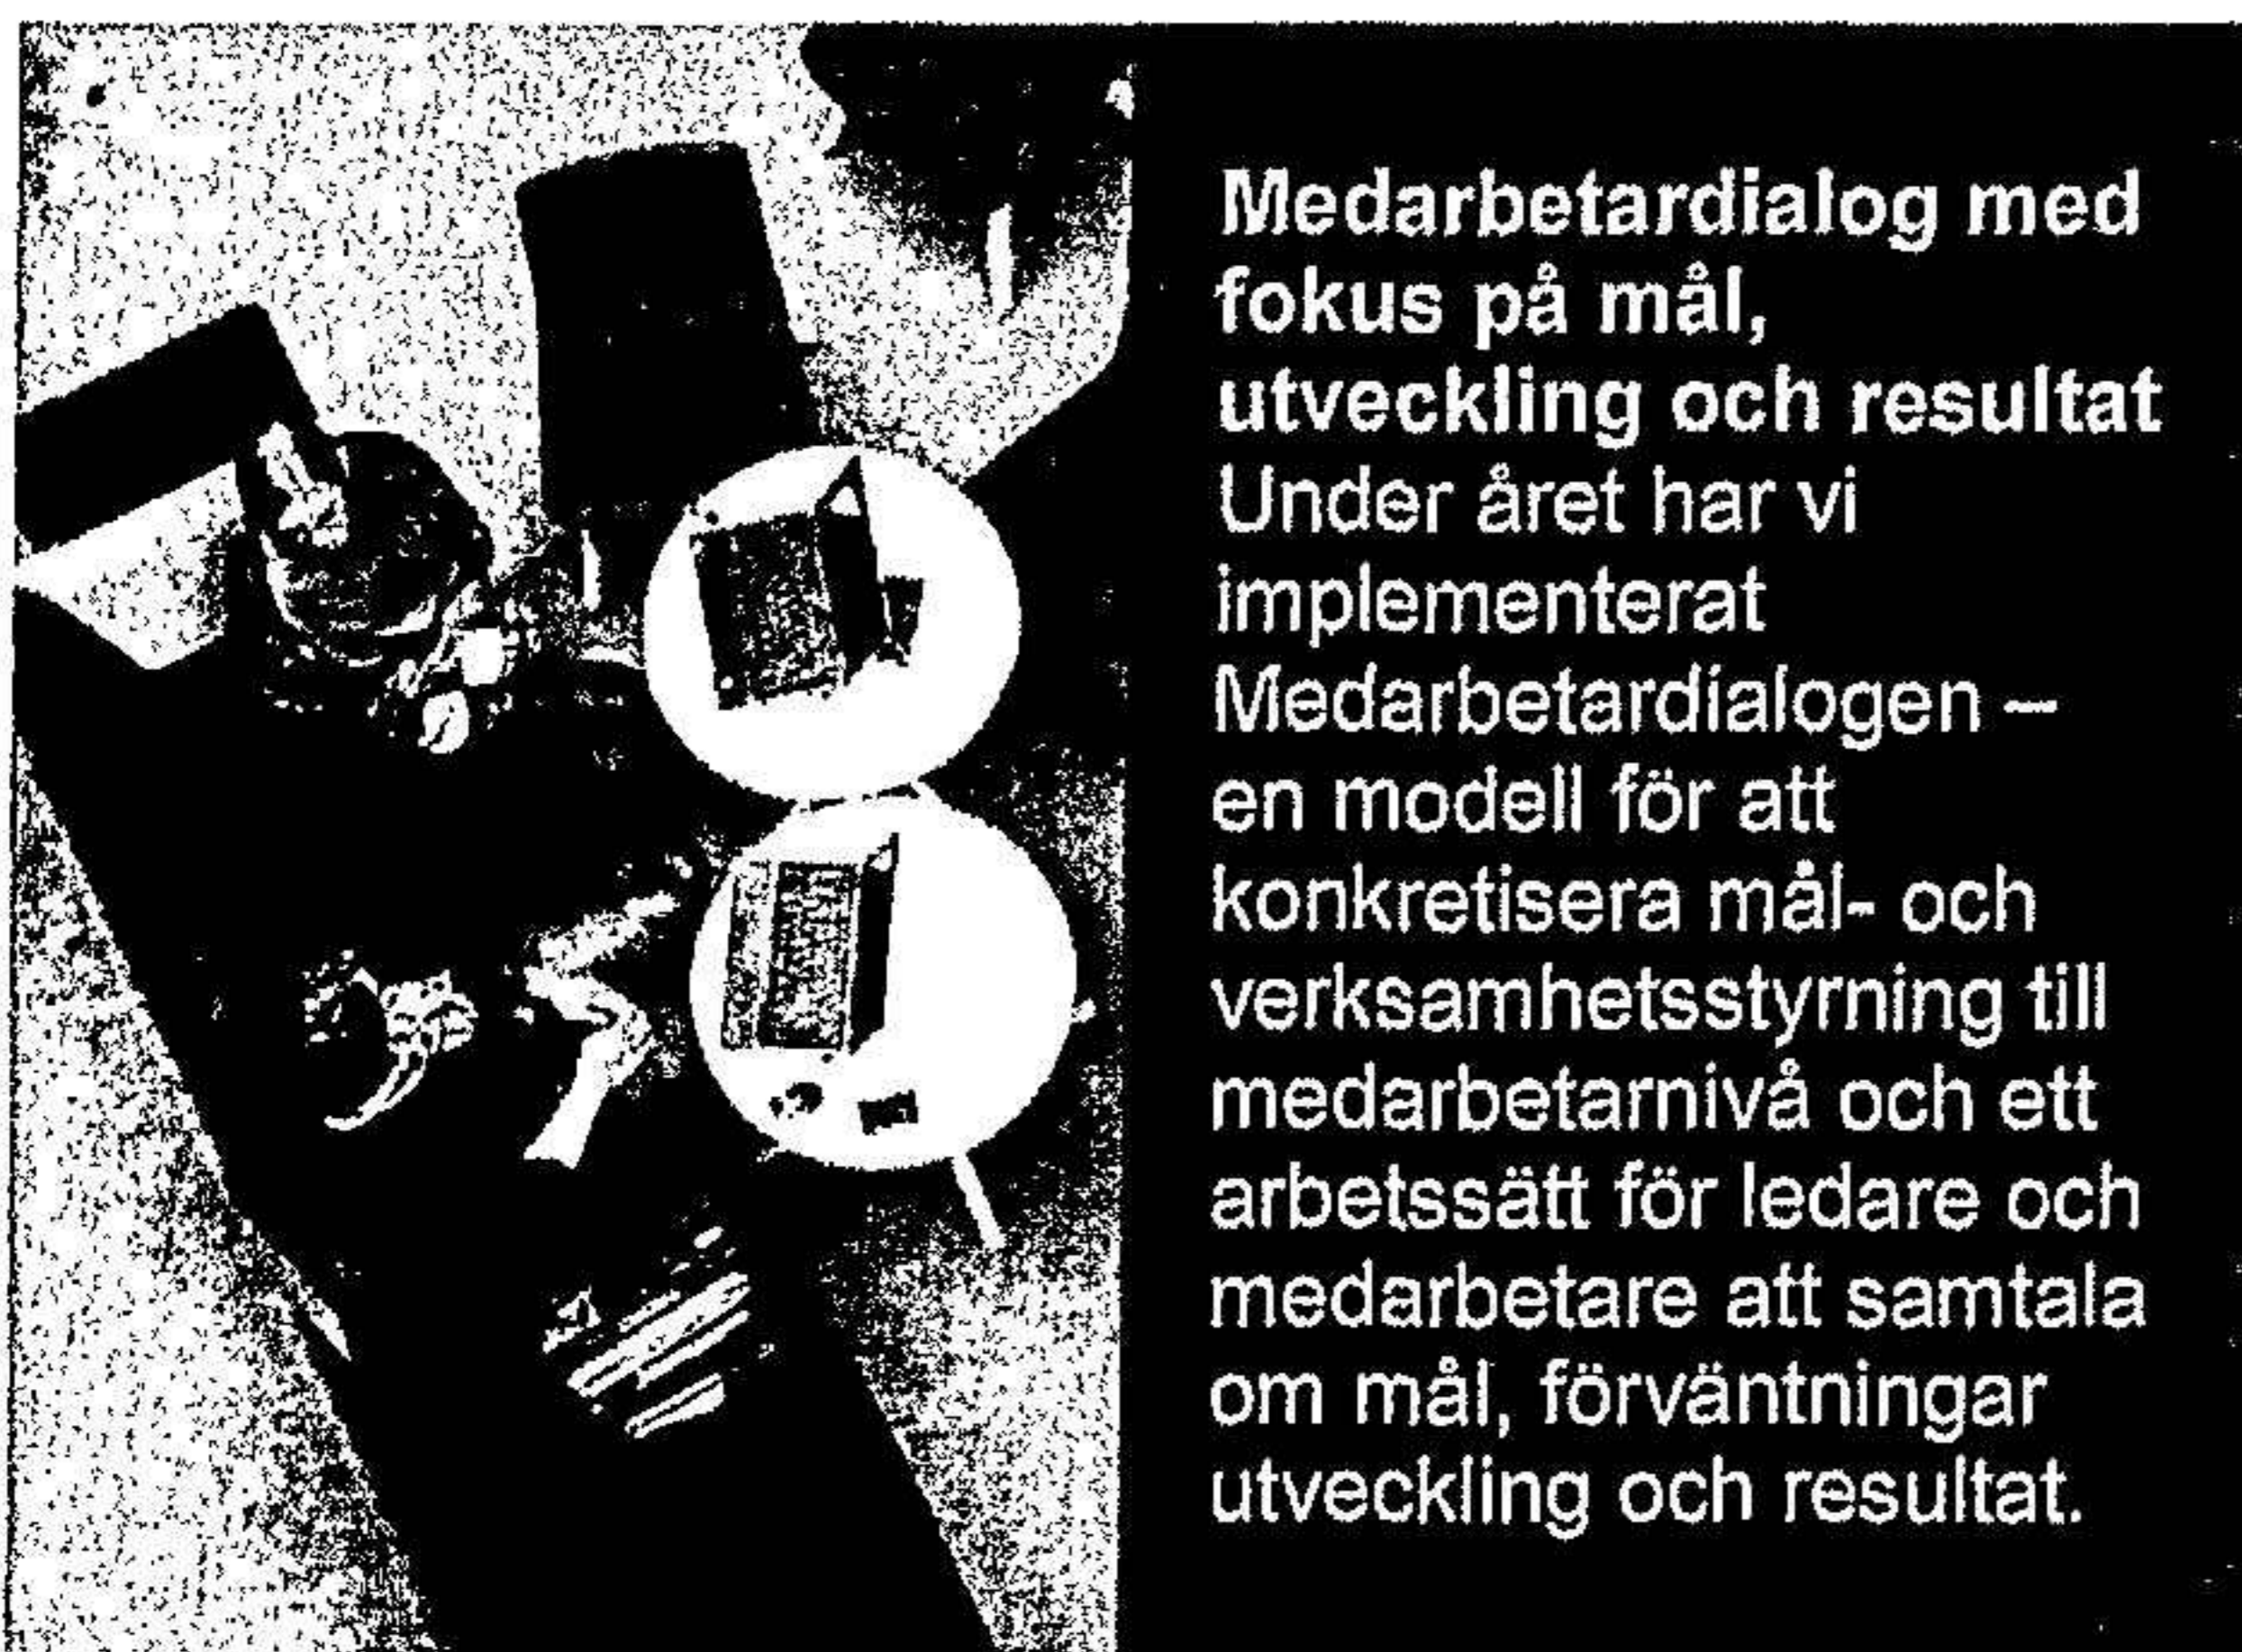 Medarbetardialog med
fokus på mål,
utveckling och resultat
Under året har vi
implementerat
Medarbetardialogen –
en modell för att
konkretisera mål- och
verksamhetsstyrning till
medarbetarnivå och ett
arbetssätt för ledare och
medarbetare att samtala
om mål, förväntningar
utveckling och resultat.